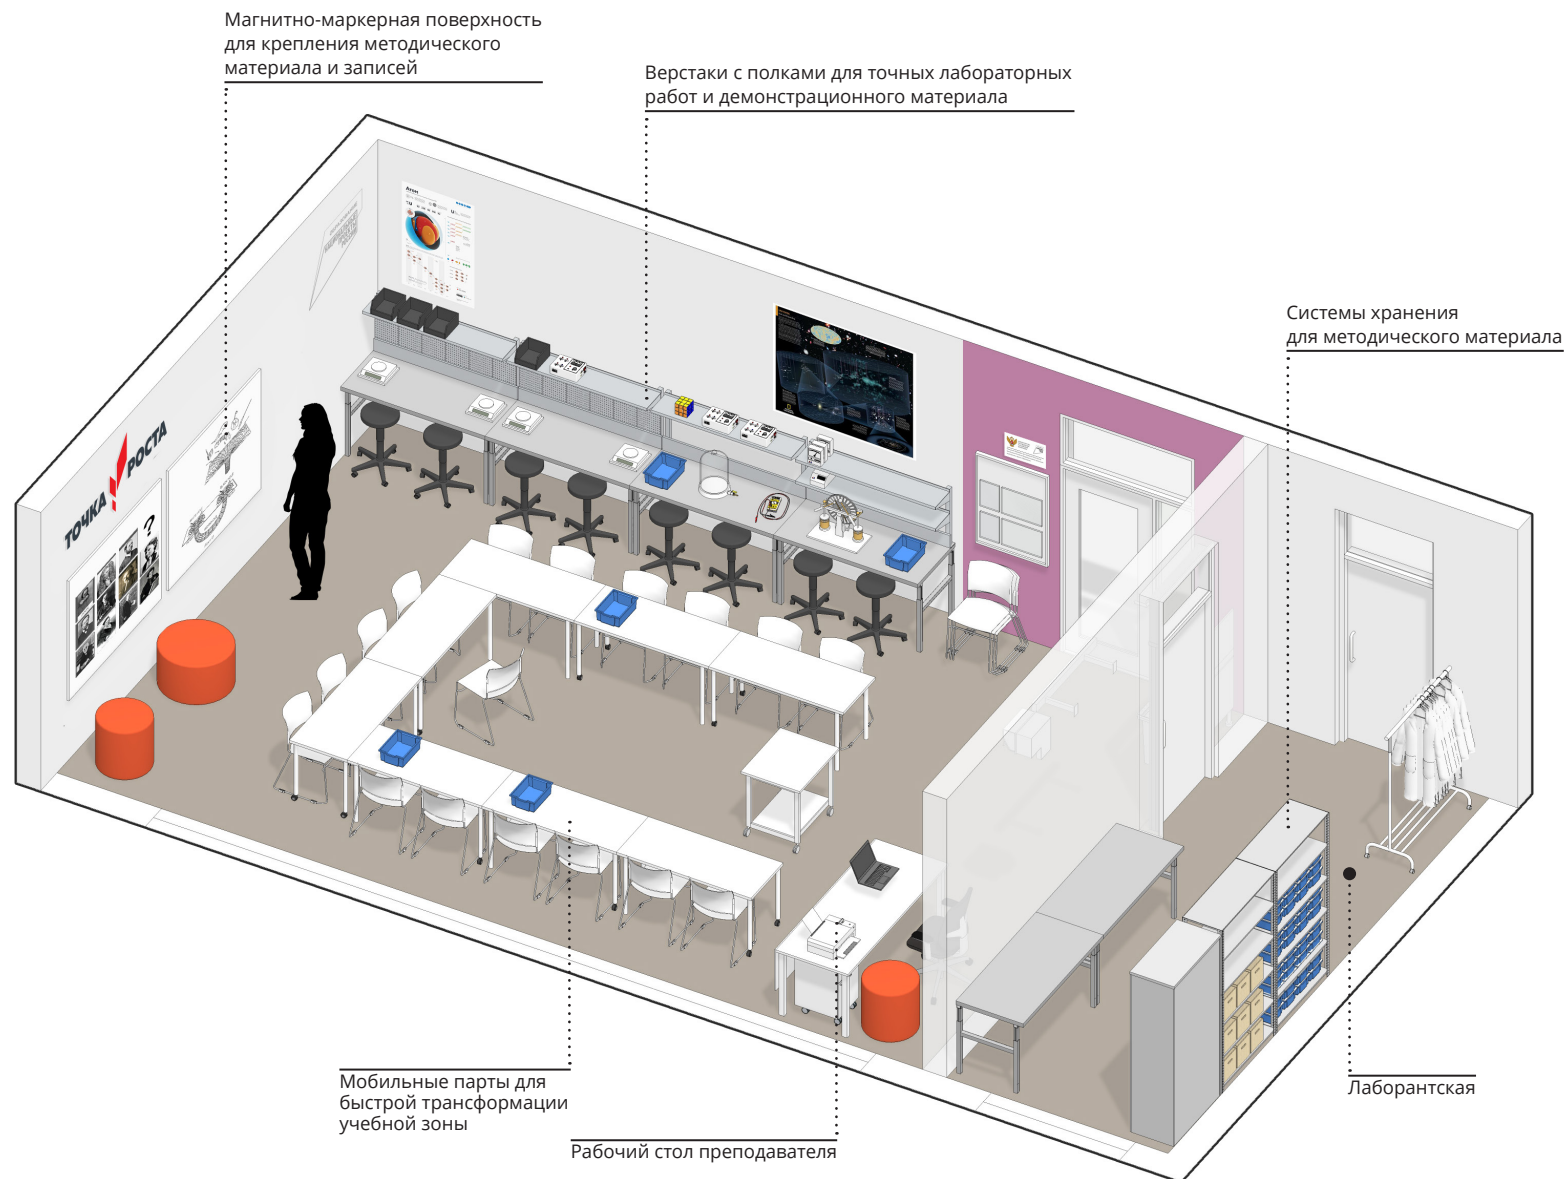 Магнитно-маркерная поверхность
для крепления методического
материала и записей
Верстаки с полками для точных лабораторных
работ и демонстрационного материала
Системы хранения
для методического материала
Атом
ТОЧКА РОСТА
?
Мобильные парты для
быстрой трансформации
учебной зоны
Рабочий стол преподавателя
Лаборантская